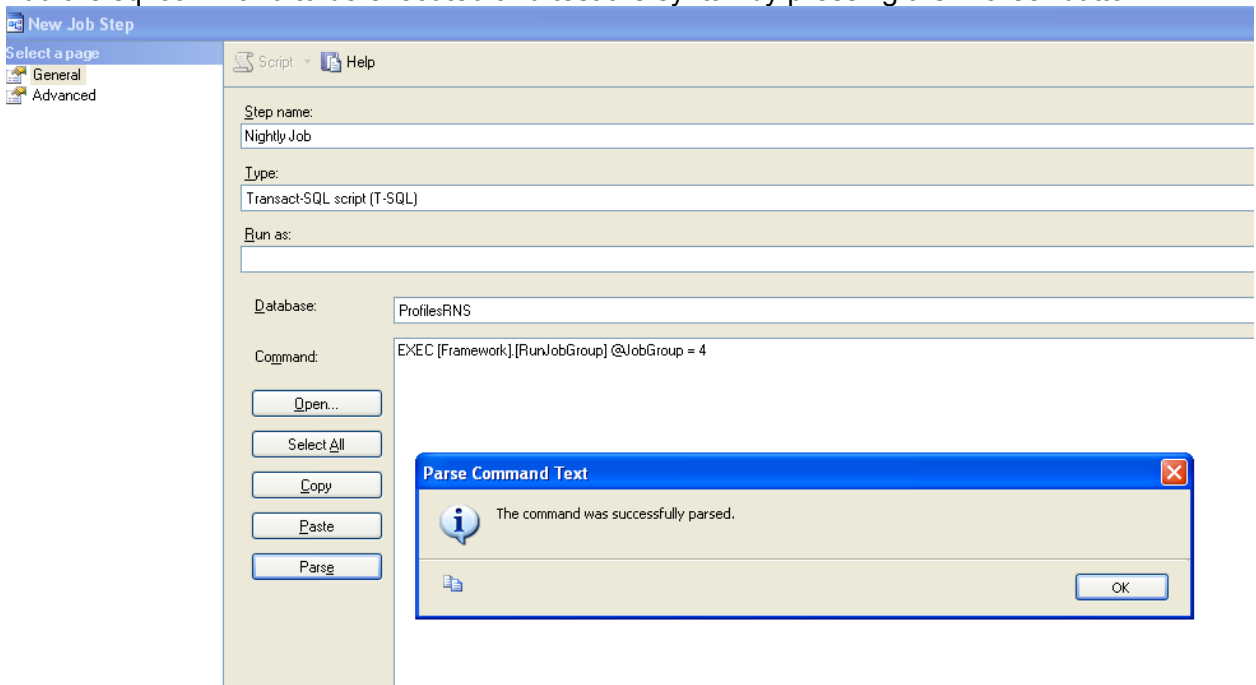 New Job Step
Select a page
General
Advanced
Script Help
Step name:
Nightly Job
Type:
Transact-SQL script (T-SQL)
Run as:
Database:
ProfilesRNS
Command:
EXEC [Framework].[RunJobGroup] @JobGroup = 4
Open...
Select All
Copy
Paste
Parse
Parse Command Text
The command was successfully parsed.
OK